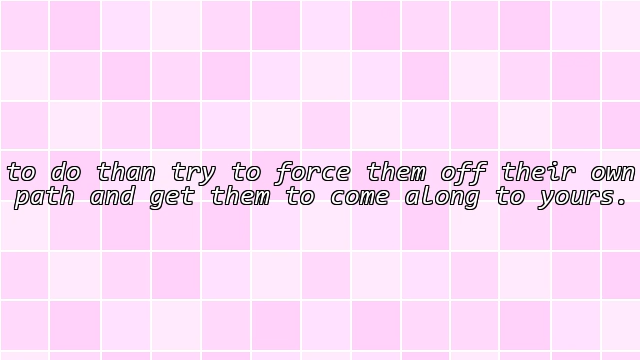 to do than try to force them off their own
path and get them to come along to yours.